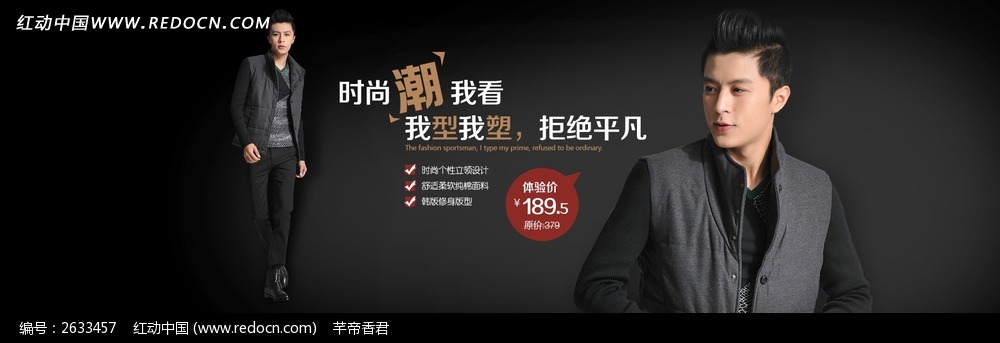 红动中国WWW.REDOCN.COM
时尚潮我看
我型我塑，拒绝平凡
The fashion sportsman, I type my prime, refused to be ordinary.
时尚个性立领设计
舒适柔软纯棉面料
韩版修身版型
体验价
¥189.5
原价:379
编号：2633457 红动中国 (www.redocn.com) 芊帝香君